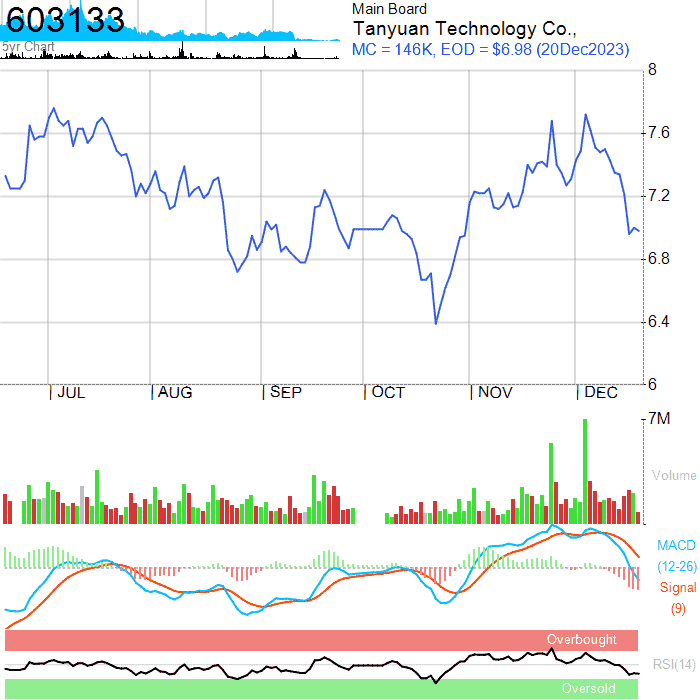 603133
5yr Chart
Main Board
Tanyuan Technology Co.,
MC = 146K, EOD = $6.98 (20Dec2023)
8
7.6
7.2
6.8
6.4
6
JUL
AUG
SEP
OCT
NOV
DEC
7M
Volume
MACD
(12-26)
Signal
(9)
Overbought
RSI(14)
Oversold